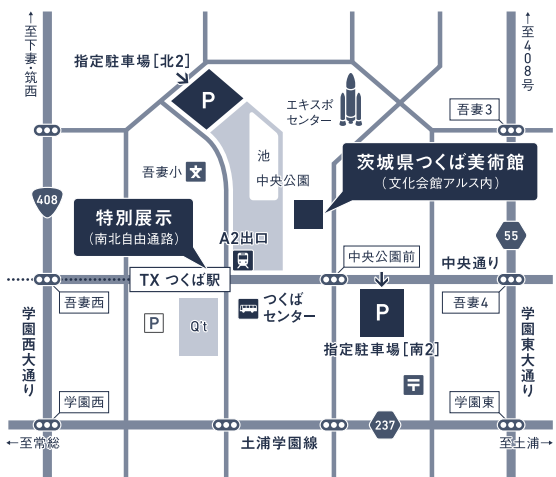 ←至下妻・筑西
←至408号
指定駐車場[北2]
P
エキスポ
センター
吾妻3
池
中央公園
吾妻小
文
茨城県つくば美術館
(文化会館アルス内)
408
特別展示
(南北自由通路)
A2出口
55
中央公園前
中央通り
TX つくば駅
吾妻西
つくば
センター
吾妻4
P
P
Q't
指定駐車場[南2]
学園西大通り
学園東大通り
〒
学園西
学園東
237
←至常総
土浦学園線
至土浦→